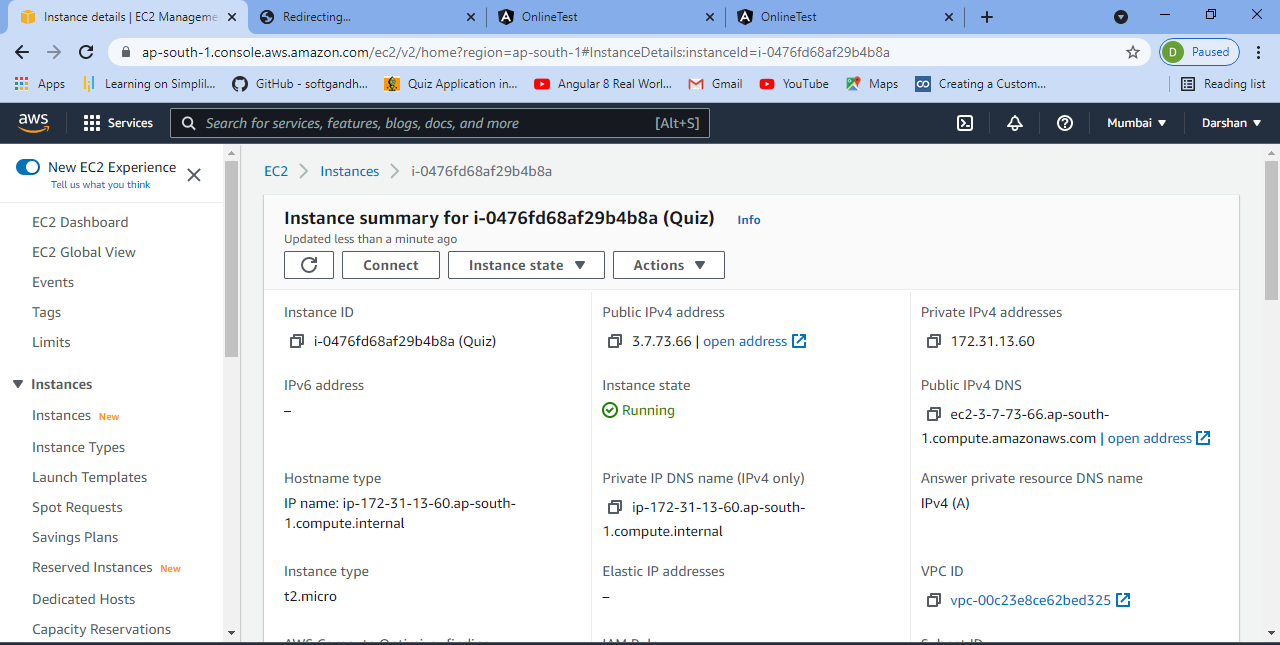 Instance details | EC2 Manageme
Redirecting...
OnlineTest
OnlineTest
ap-south-1.console.aws.amazon.com/ec2/v2/home?region=ap-south-1#InstanceDetails:instanceId=i-0476fd68af29b4b8a
D
Paused
Apps
Learning on Simplil...
GitHub - softgandh...
Quiz Application in...
Angular 8 Real Worl...
Gmail
YouTube
Maps
Creating a Custom...
Reading list
aws
Services
Search for services, features, blogs, docs, and more
[Alt+S]
Mumbai
Darshan
New EC2 Experience
Tell us what you think
EC2 Dashboard
EC2 Global View
Events
Tags
Limits
Instances
Instances New
Instance Types
Launch Templates
Spot Requests
Savings Plans
Reserved Instances New
Dedicated Hosts
Capacity Reservations
EC2
Instances
i-0476fd68af29b4b8a
Instance summary for i-0476fd68af29b4b8a (Quiz)
Info
Updated less than a minute ago
Connect
Instance state
Actions
Instance ID
i-0476fd68af29b4b8a (Quiz)
Public IPv4 address
3.7.73.66 | open address
Private IPv4 addresses
172.31.13.60
IPv6 address
–
Instance state
Running
Public IPv4 DNS
ec2-3-7-73-66.ap-south-
1.compute.amazonaws.com | open address
Hostname type
IP name: ip-172-31-13-60.ap-south-
1.compute.internal
Private IP DNS name (IPv4 only)
ip-172-31-13-60.ap-south-
1.compute.internal
Answer private resource DNS name
IPv4 (A)
Instance type
t2.micro
Elastic IP addresses
–
VPC ID
vpc-00c23e8ce62bed325